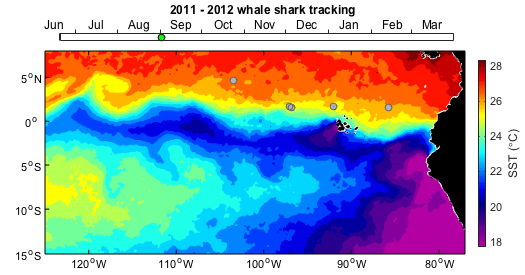 2011 - 2012 whale shark tracking
Jun Jul Aug Sep Oct Nov Dec Jan Feb Mar
5°N
0°
5°S
10°S
15°S
120°W 110°W 100°W 90°W 80°W
28
26
24
22
20
18
SST (°C)